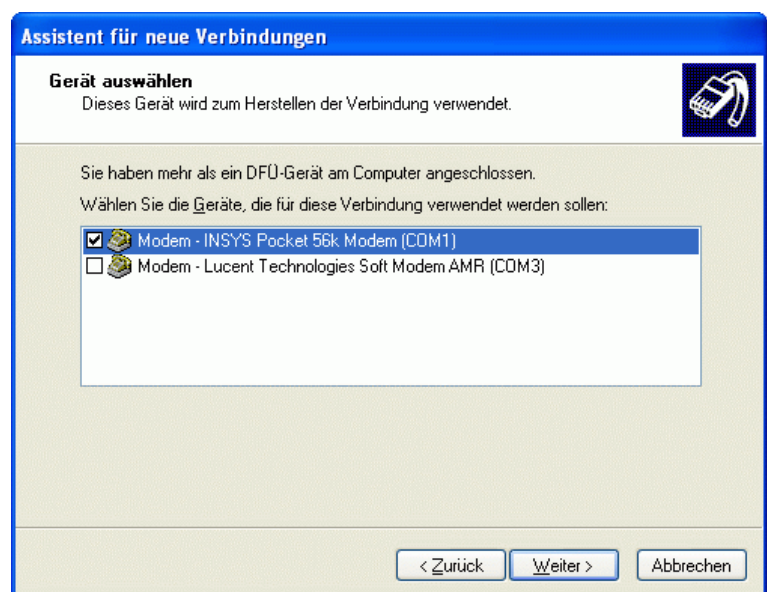 Assistent für neue Verbindungen
Gerät auswählen
Dieses Gerät wird zum Herstellen der Verbindung verwendet.
Sie haben mehr als ein DFÜ-Gerät am Computer angeschlossen.
Wählen Sie die Geräte, die für diese Verbindung verwendet werden sollen:
Modem - INSYS Pocket 56k Modem (COM1)
Modem - Lucent Technologies Soft Modem AMR (COM3)
< Zurück
Weiter >
Abbrechen